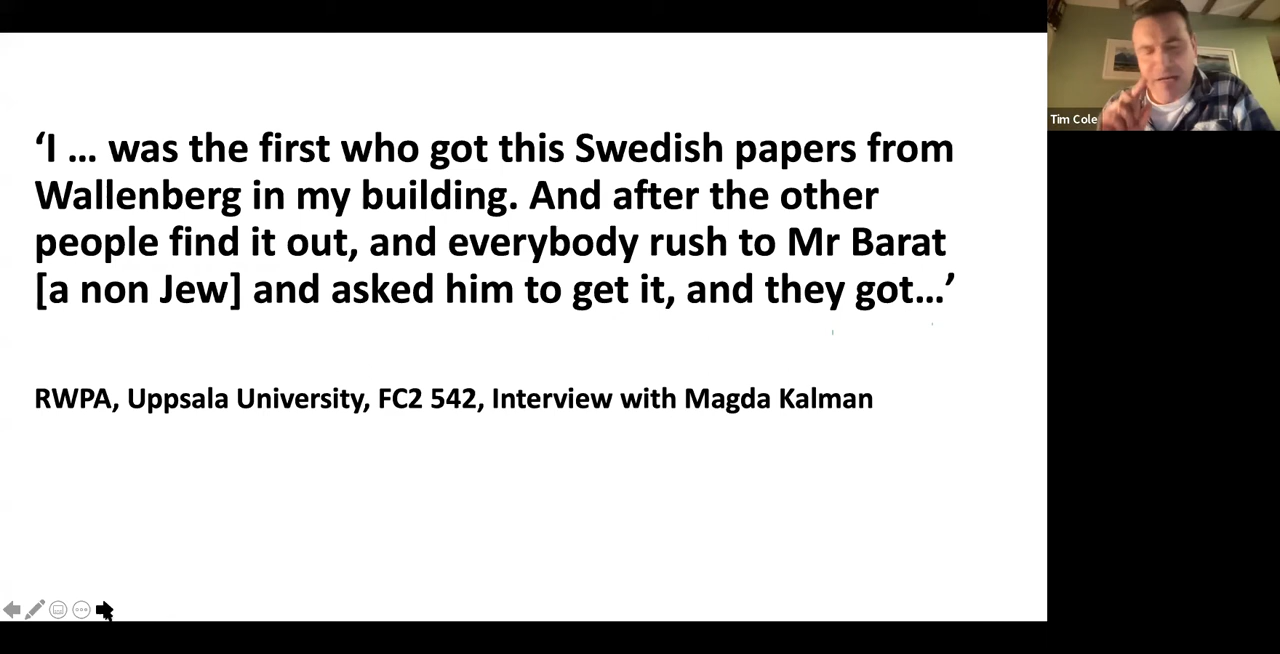 ‘I … was the first who got this Swedish papers from
Wallenberg in my building. And after the other
people find it out, and everybody rush to Mr Barat
[a non Jew] and asked him to get it, and they got…’
RWPA, Uppsala University, FC2 542, Interview with Magda Kalman
Tim Cole